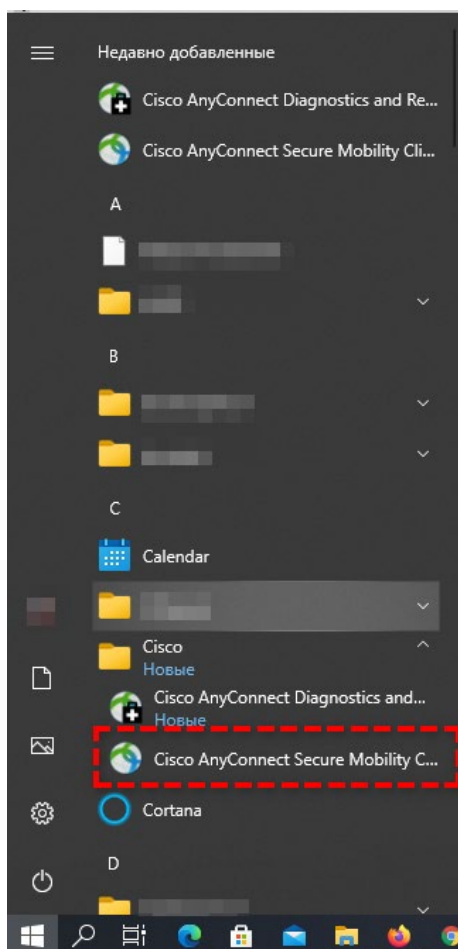 Недавно добавленные
Cisco AnyConnect Diagnostics and Re...
Cisco AnyConnect Secure Mobility Cli...
A
B
C
Calendar
Cisco
Новые
Cisco AnyConnect Diagnostics and...
Новые
Cisco AnyConnect Secure Mobility C...
Cortana
D